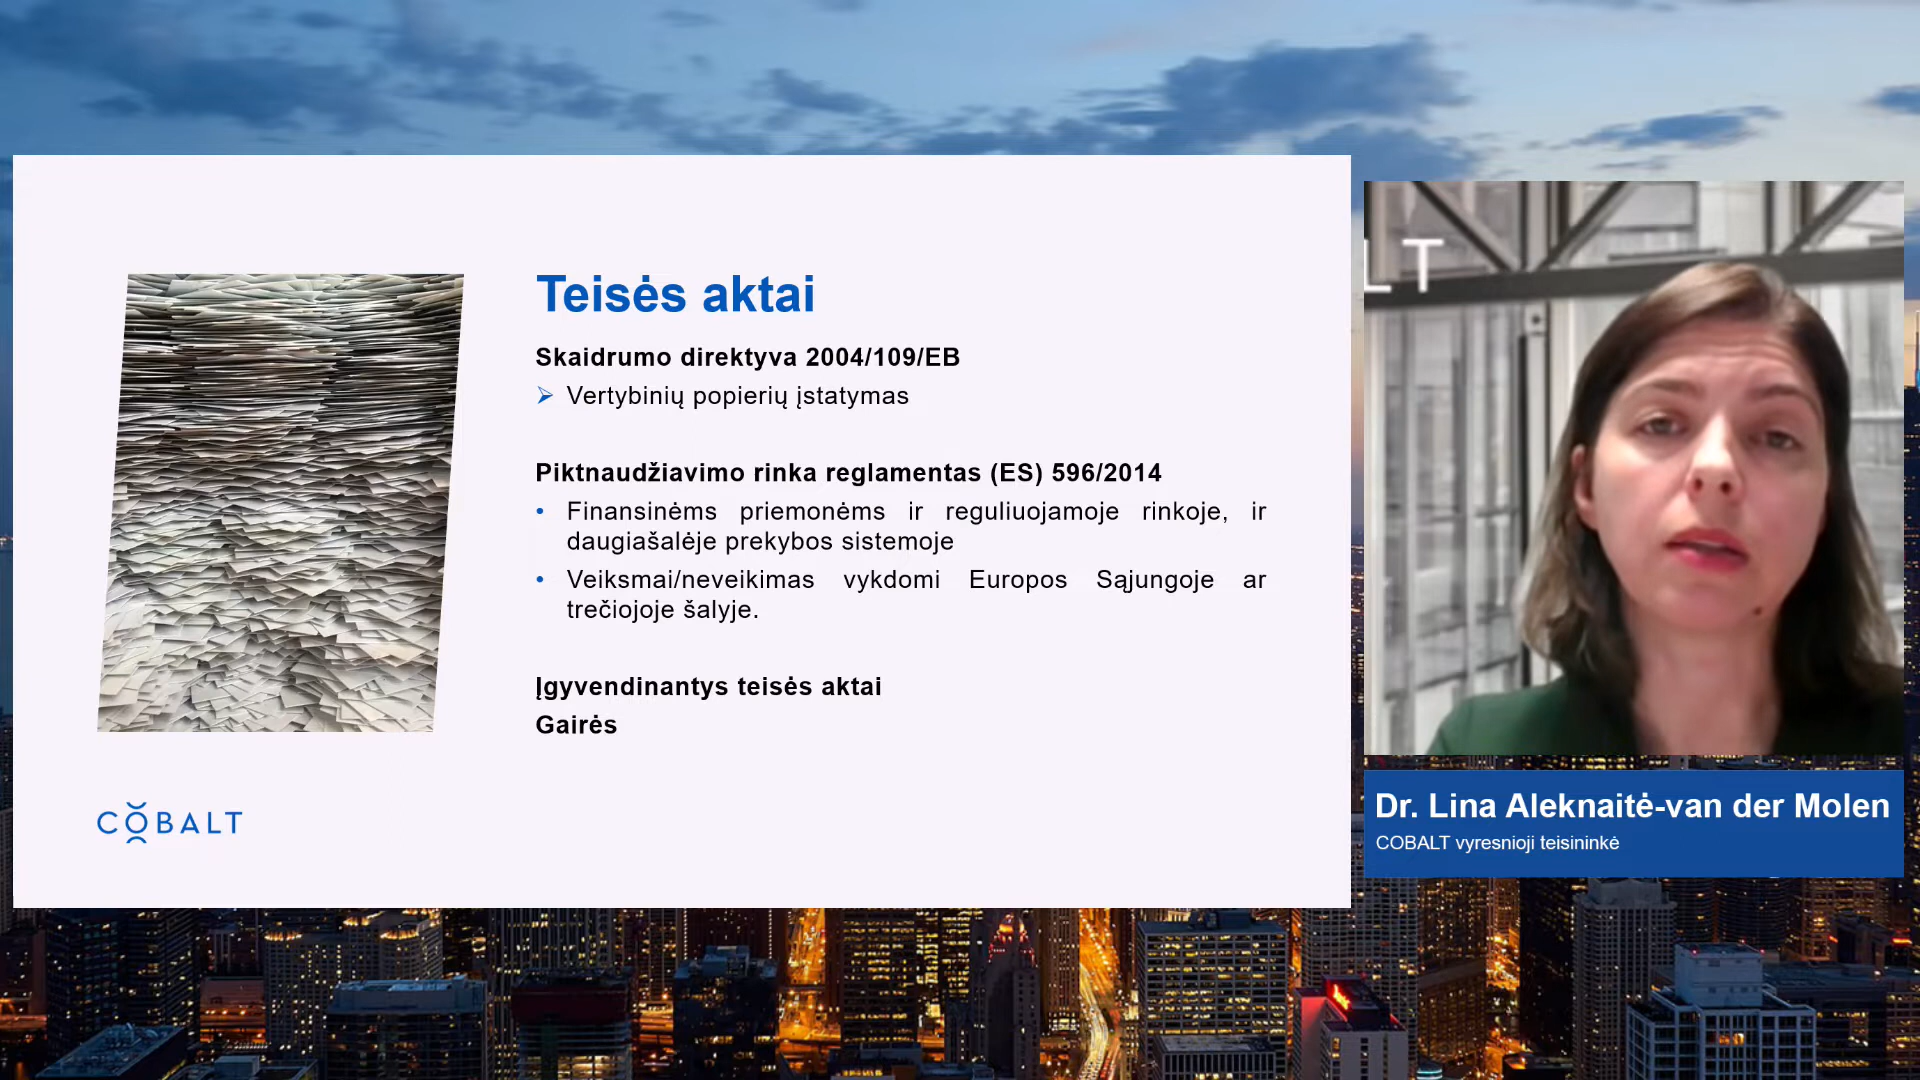 Teisės aktai
Skaidrumo direktyva 2004/109/EB
Vertybinių popierių įstatymas
Piktnaudžiavimo rinka reglamentas (ES) 596/2014
• Finansinėms priemonėms ir reguliuojamoje rinkoje, ir
daugiašalėje prekybos sistemoje
• Veiksmai/neveikimas vykdomi Europos Sąjungoje ar
trečiojoje šalyje.
Įgyvendinantys teisės aktai
Gairės
COBALT
LT
Dr. Lina Aleknaitė-van der Molen
COBALT vyresnioji teisininkė